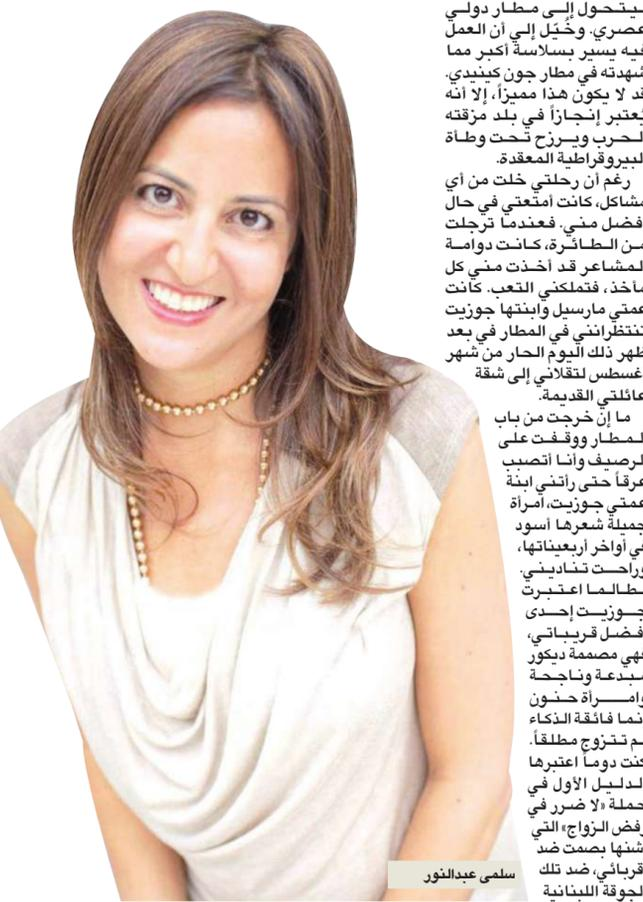 سيتحول إلى مطار دولي
عصري. وخُيّل إلي أن العمل
فيه يسير بسلاسة أكبر مما
شهدته في مطار جون كينيدي.
قد لا يكون هذا مميزاً، إلا أنه
يُعتبر إنجازاً في بلد مزقته
الحرب ويرزح تحت وطأة
البيروقراطية المعقدة.
رغم أن رحلتي خلت من أي
مشاكل، كانت أمتعتي في حال
أفضل مني. فعندما ترجلت
من الطائرة، كانت دوامة
المشاعر قد أخذت مني كل
مأخذ، فتملكني التعب. كانت
عمتي مارسيل وابنتها جوزيت
تنتظرانني في المطار في بعد
ظهر ذلك اليوم الحار من شهر
أغسطس لتقلاني إلى شقة
عائلتي القديمة.
ما إن خرجت من باب
المطار ووقفت على
الرصيف وأنا أتصبب
عرقاً حتى رأتني ابنة
عمتي جوزيت، امرأة
جميلة شعرها أسود
في أواخر أربعيناتها،
وراحت تناديني.
لطالما اعتبرت
جوزيت إحدى
أفضل قريباتي،
فهي مصممة ديكور
مبدعة وناجحة
وامرأة حنون
إنما فائقة الذكاء
لم تتزوج مطلقاً.
كنت دوماً اعتبرها
الدليل الأول في
حملة «لا ضرر في
رفض الزواج» التي
أشنها بصمت ضد
أقربائي، ضد تلك
الجوقة اللبنانية
سلمى عبدالنور